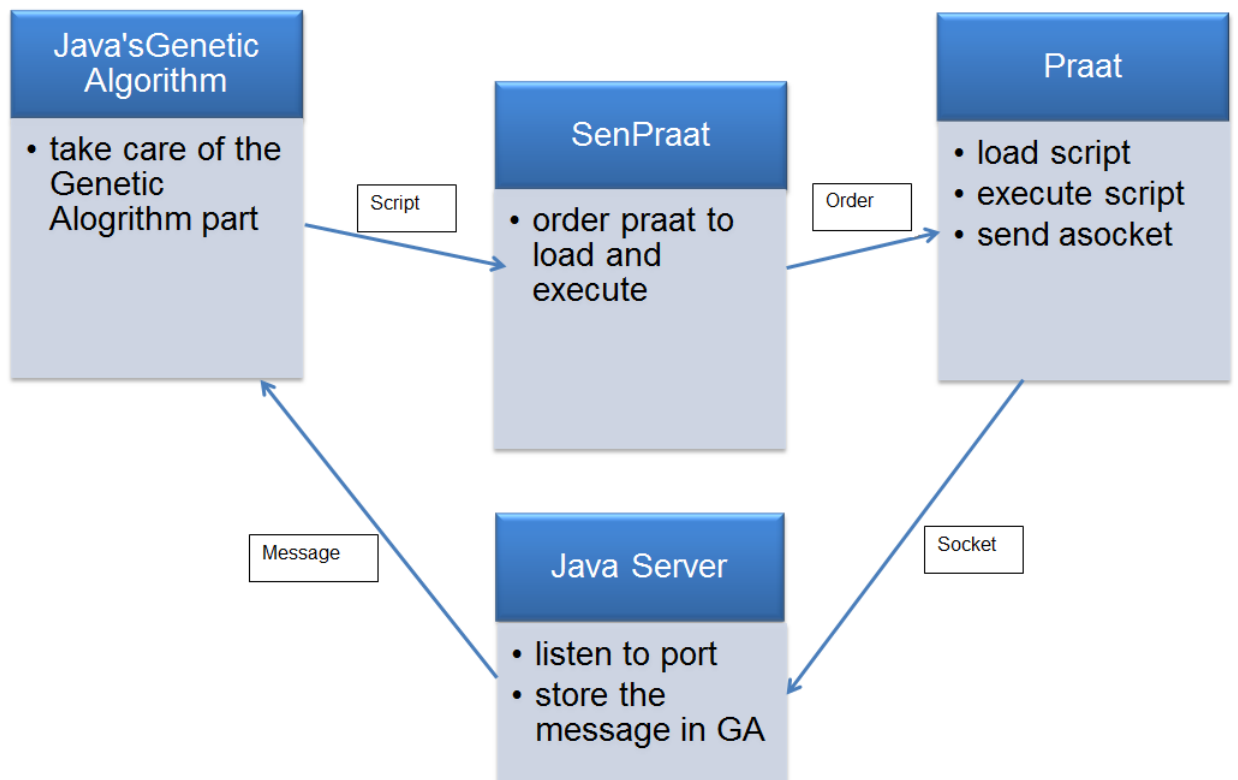 Java'sGenetic
Algorithm
• take care of the
Genetic
Alogrithm part
Script
SenPraat
• order praat to
load and
execute
Order
Praat
• load script
• execute script
• send asocket
Socket
Java Server
• listen to port
• store the
message in GA
Message